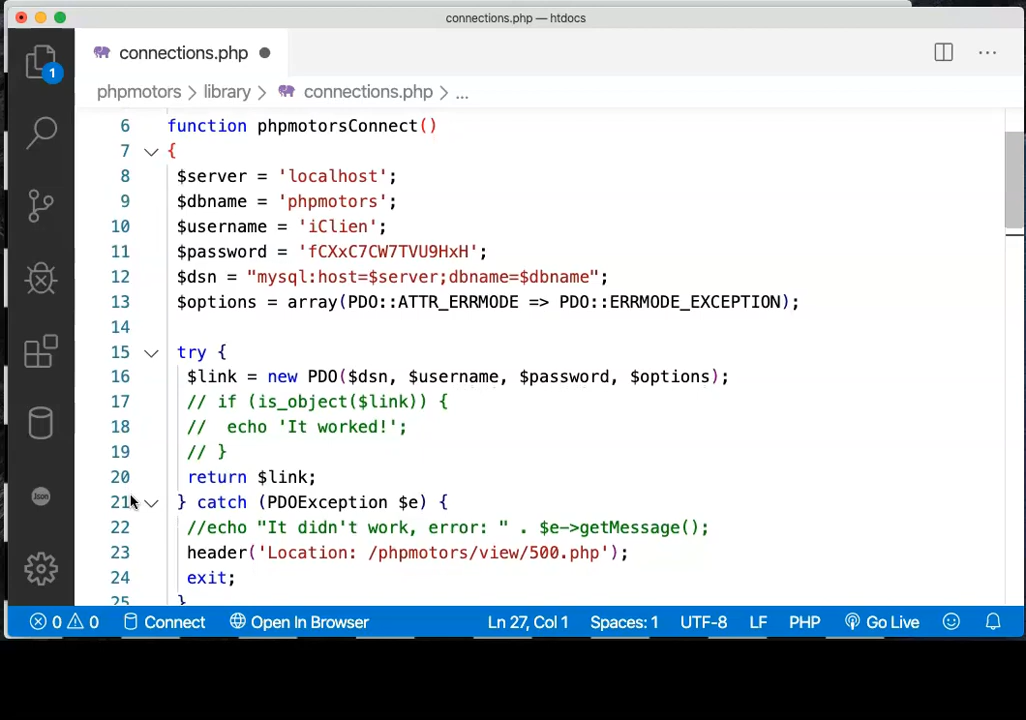 connections.php — htdocs
connections.php
1
phpmotors > library > connections.php > ...
6 function phpmotorsConnect()
7 {
8 $server = 'localhost';
9 $dbname = 'phpmotors';
10 $username = 'iClien';
11 $password = 'fCXxC7CW7TVU9HxH';
12 $dsn = "mysql:host=$server;dbname=$dbname";
13 $options = array(PDO::ATTR_ERRMODE => PDO::ERRMODE_EXCEPTION);
14
15 try {
16 $link = new PDO($dsn, $username, $password, $options);
17 // if (is_object($link)) {
18 //  echo 'It worked!';
19 // }
20 return $link;
21 } catch (PDOException $e) {
22 //echo "It didn't work, error: " . $e->getMessage();
23 header('Location: /phpmotors/view/500.php');
24 exit;
25 }
Json
0 0 Connect Open In Browser Ln 27, Col 1 Spaces: 1 UTF-8 LF PHP Go Live